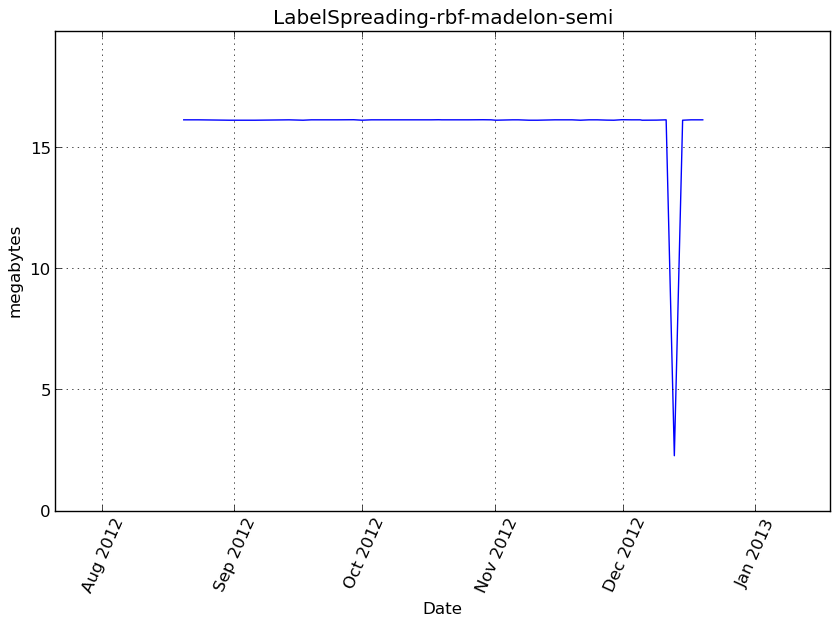 LabelSpreading-rbf-madelon-semi
megabytes
15
10
5
0
Aug 2012
Sep 2012
Oct 2012
Nov 2012
Dec 2012
Jan 2013
Date